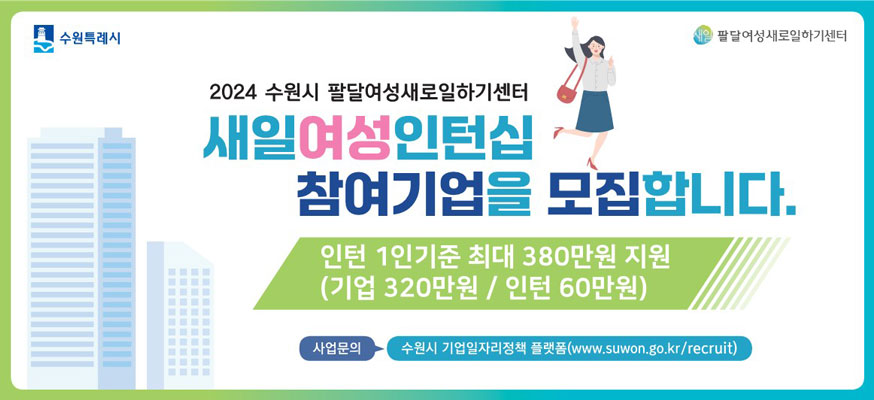 수원특례시
새일 팔달여성새로일하기센터
2024 수원시 팔달여성새로일하기센터
새일여성인턴십
참여기업을 모집합니다.
인턴 1인기준 최대 380만원 지원
(기업 320만원 / 인턴 60만원)
사업문의 수원시 기업일자리정책 플랫폼(www.suwon.go.kr/recruit)